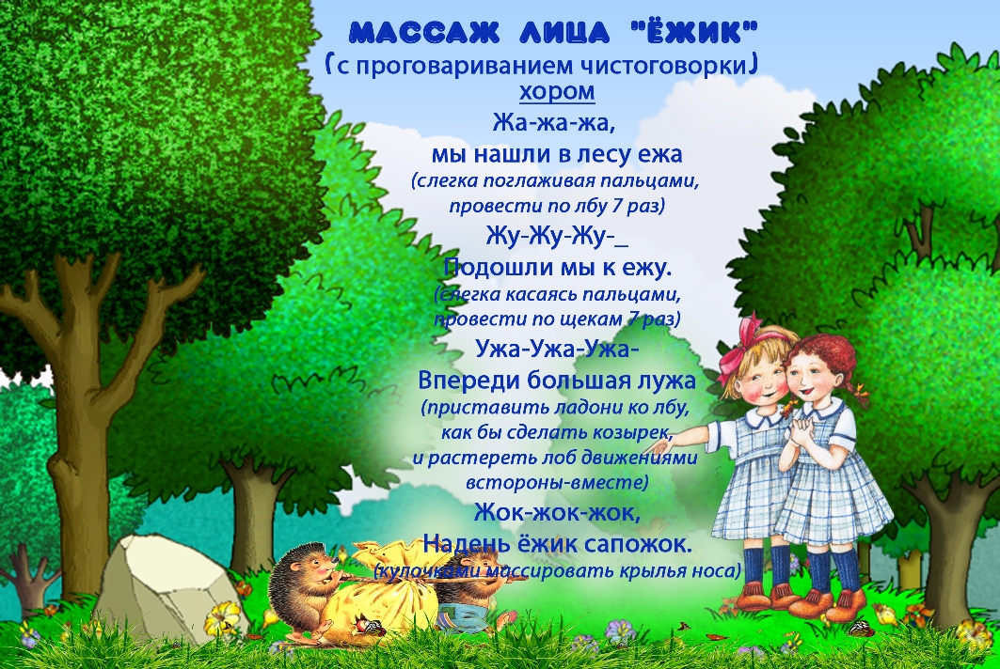 МАССАЖ ЛИЦА "ЁЖИК"
(с проговариванием чистоговорки)
хором
Жа-жа-жа,
мы нашли в лесу ежа
(слегка поглаживая пальцами,
провести по лбу 7 раз)
Жу-Жу-Жу-_
Подошли мы к ежу.
(слегка касаясь пальцами,
провести по щекам 7 раз)
Ужа-Ужа-Ужа-
Впереди большая лужа
(приставить ладони ко лбу,
как бы сделать козырек,
и растереть лоб движениями
встороны-вместе)
Жок-жок-жок,
Надень ёжик сапожок.
(кулочками массировать крылья носа)